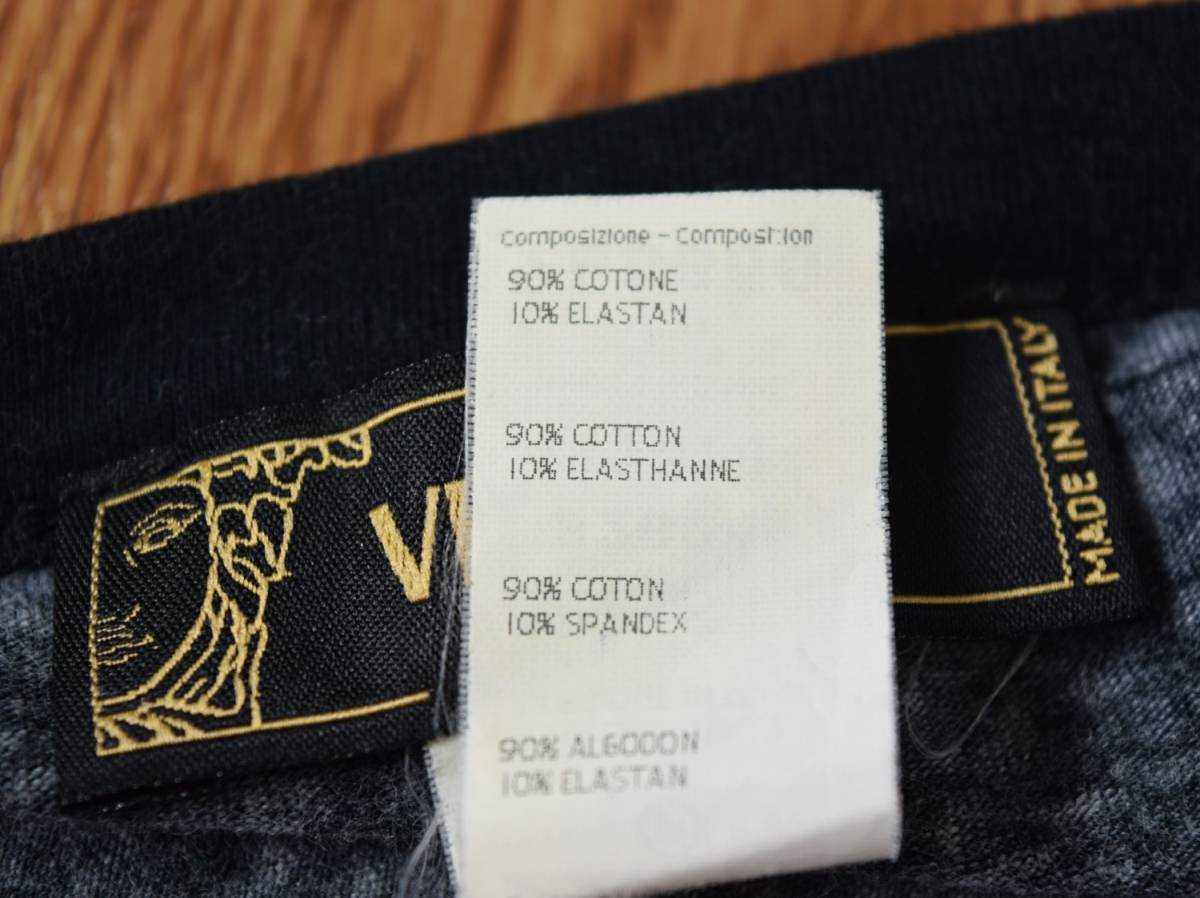 Composizione - Composition
90% COTONE
10% ELASTAN
90% COTTON
10% ELASTHANNE
90% COTON
10% SPANDEX
90% ALGODON
10% ELASTAN
MADE IN ITALY